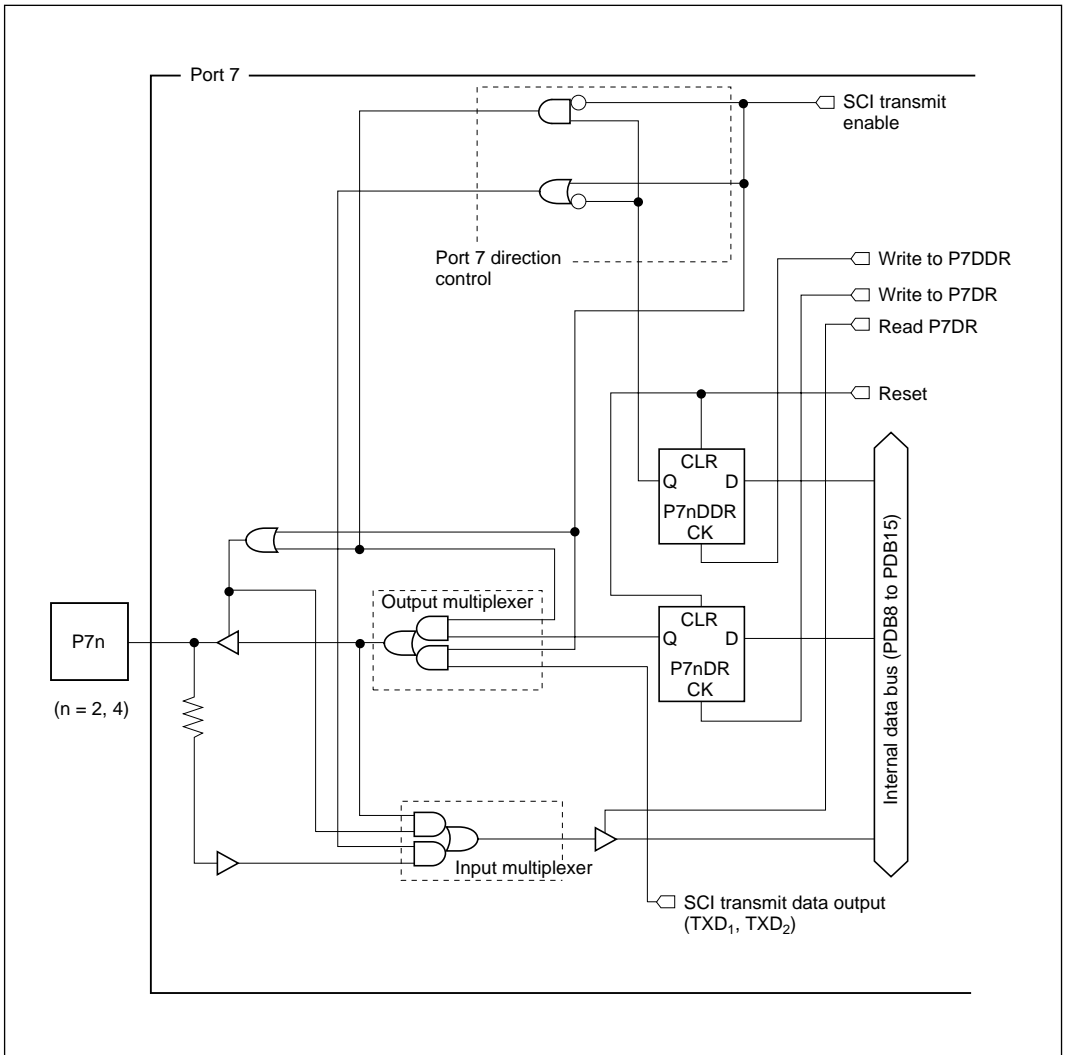 Port 7
SCI transmit
enable
Port 7 direction
control
Write to P7DDR
Write to P7DR
Read P7DR
Reset
CLR
Q D
P7nDDR
CK
Output multiplexer
CLR
Q D
P7nDR
CK
P7n
(n = 2, 4)
Internal data bus (PDB8 to PDB15)
Input multiplexer
SCI transmit data output
(TXD₁, TXD₂)